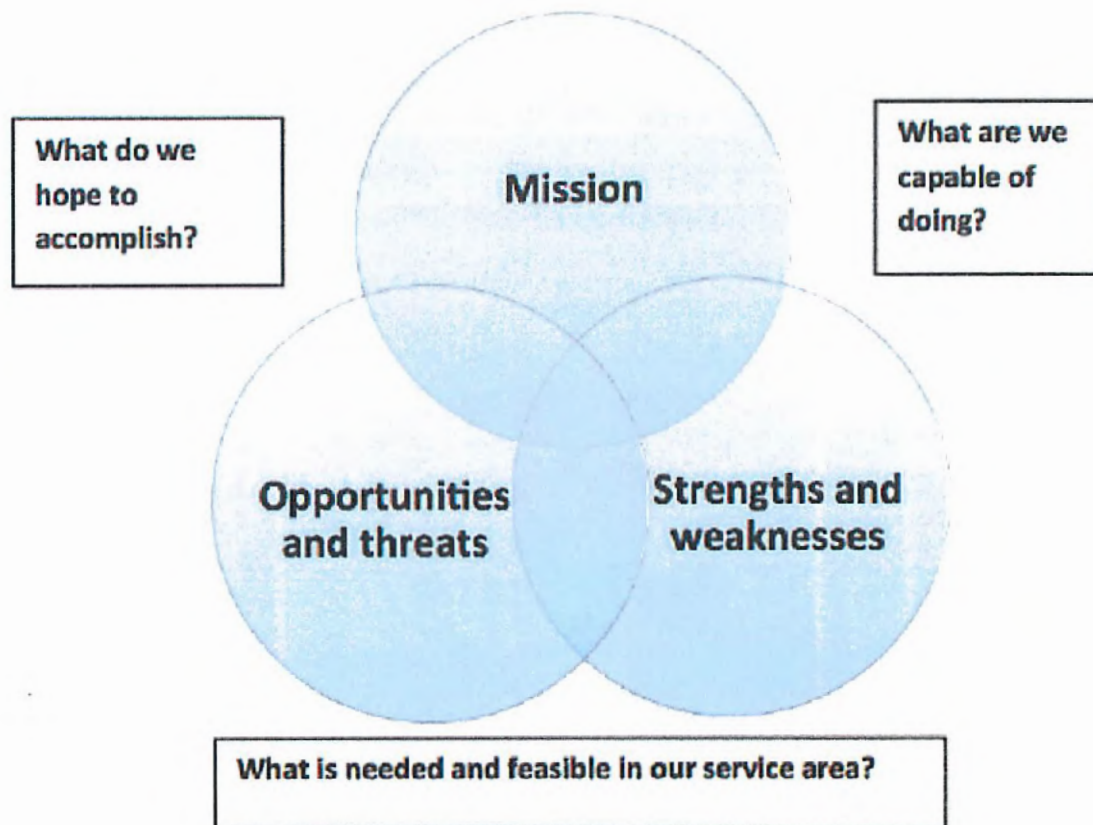 What do we
hope to
accomplish?
What are we
capable of
doing?
Mission
Opportunities
and threats
Strengths and
weaknesses
What is needed and feasible in our service area?